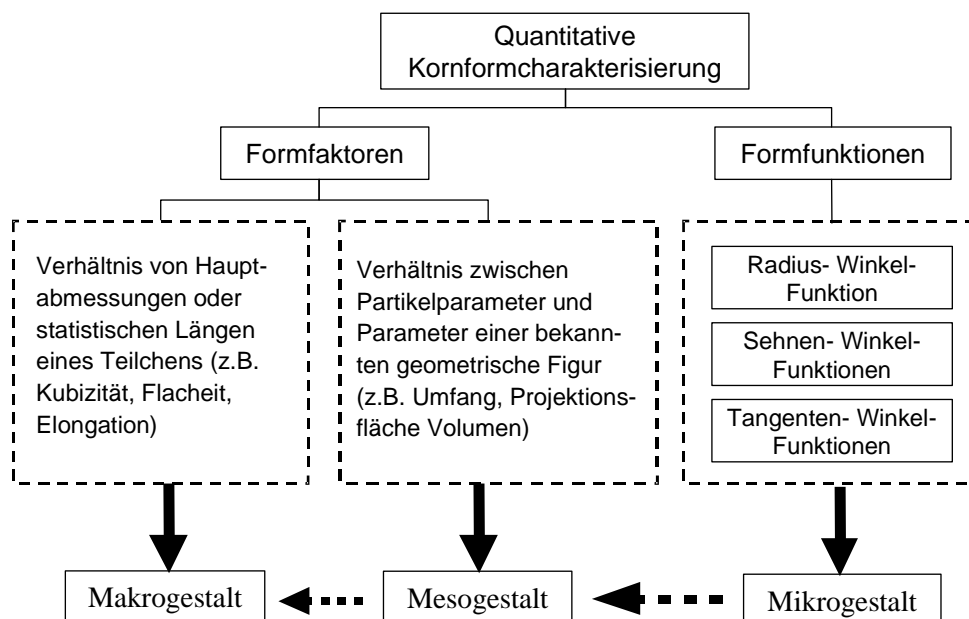 Quantitative
Kornformcharakterisierung
Formfaktoren
Formfunktionen
Verhältnis von Haupt-
abmessungen oder
statistischen Längen
eines Teilchens (z.B.
Kubizität, Flacheit,
Elongation)
Verhältnis zwischen
Partikelparameter und
Parameter einer bekann-
ten geometrische Figur
(z.B. Umfang, Projektions-
fläche Volumen)
Radius- Winkel-
Funktion
Sehnen- Winkel-
Funktionen
Tangenten- Winkel-
Funktionen
Makrogestalt
Mesogestalt
Mikrogestalt